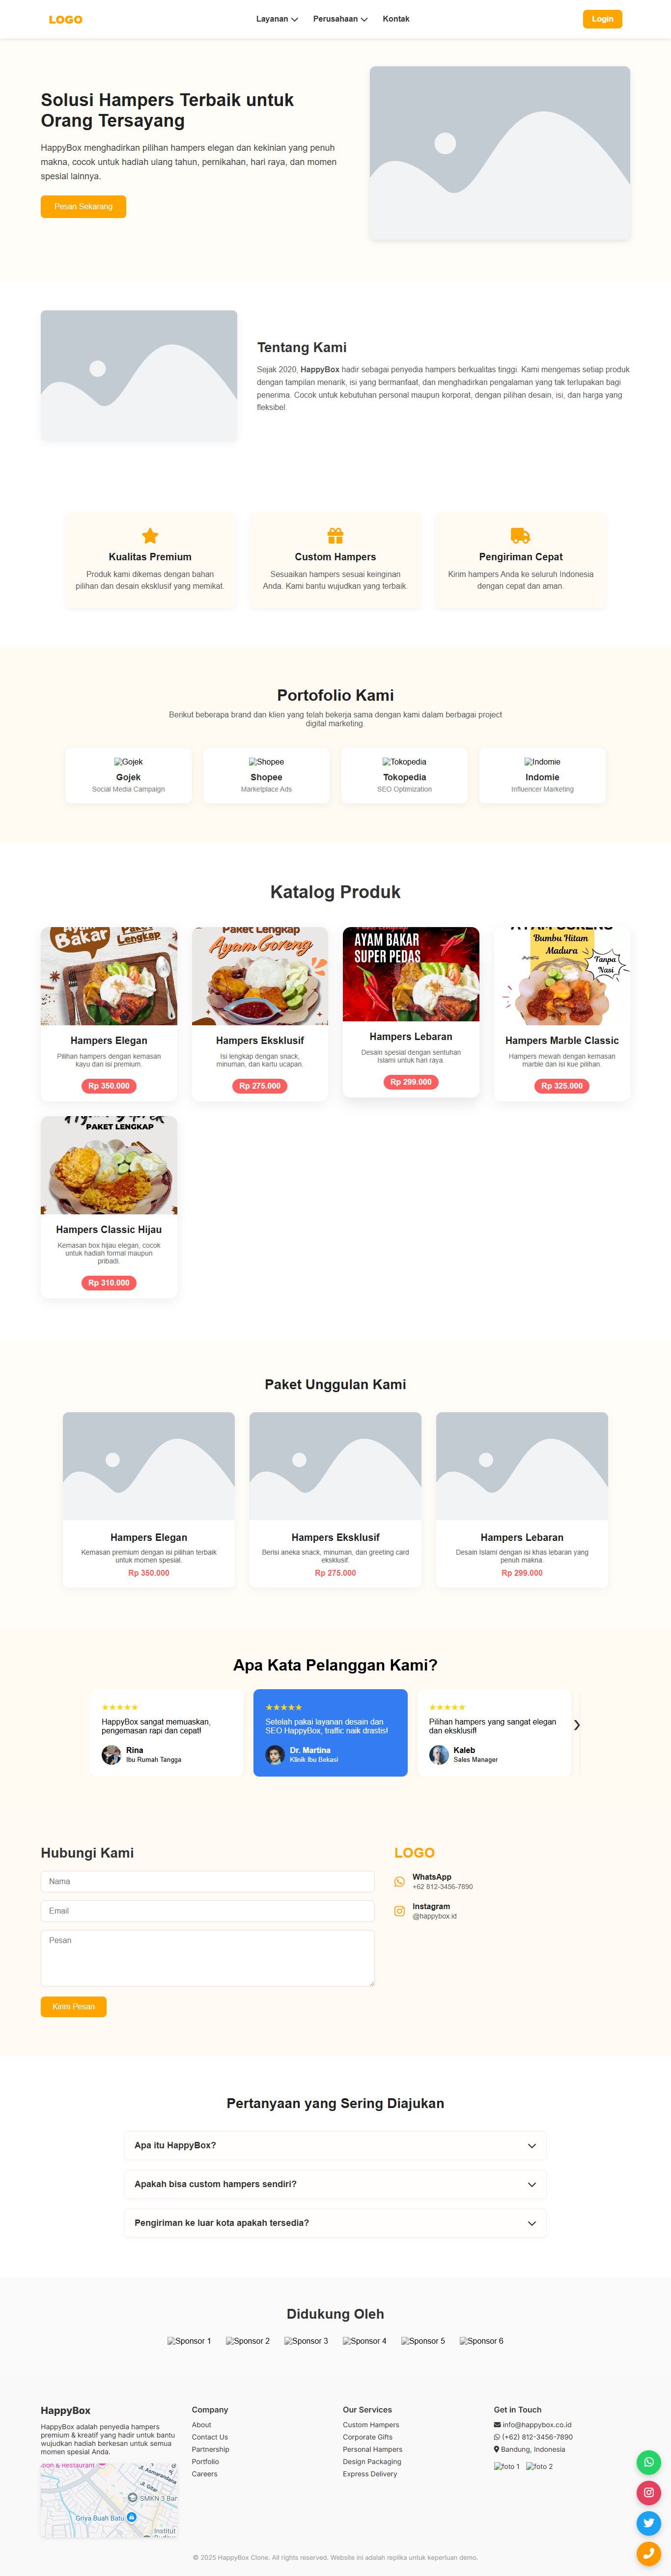 LOGO
Layanan
Perusahaan
Kontak
Login
Solusi Hampers Terbaik untuk
Orang Tersayang
HappyBox menghadirkan pilihan hampers elegan dan kekinian yang penuh
makna, cocok untuk hadiah ulang tahun, pernikahan, hari raya, dan momen
spesial lainnya.
Pesan Sekarang
Tentang Kami
Sejak 2020, HappyBox hadir sebagai penyedia hampers berkualitas tinggi. Kami mengemas setiap produk
dengan tampilan menarik, isi yang bermanfaat, dan menghadirkan pengalaman yang tak terlupakan bagi
penerima. Cocok untuk kebutuhan personal maupun korporat, dengan pilihan desain, isi, dan harga yang
fleksibel.
Kualitas Premium
Produk kami dikemas dengan bahan
pilihan dan desain eksklusif yang memikat.
Custom Hampers
Sesuaikan hampers sesuai keinginan
Anda. Kami bantu wujudkan yang terbaik.
Pengiriman Cepat
Kirim hampers Anda ke seluruh Indonesia
dengan cepat dan aman.
Portofolio Kami
Berikut beberapa brand dan klien yang telah bekerja sama dengan kami dalam berbagai project
digital marketing.
Gojek
Gojek
Social Media Campaign
Shopee
Shopee
Marketplace Ads
Tokopedia
Tokopedia
SEO Optimization
Indomie
Indomie
Influencer Marketing
Katalog Produk
Bakar
Paket
Lengkap
Hampers Elegan
Pilihan hampers dengan kemasan
kayu dan isi premium.
Rp 350.000
Paket Lengkap
Ayam Goreng
Hampers Eksklusif
Isi lengkap dengan snack,
minuman, dan kartu ucapan.
Rp 275.000
AYAM BAKAR
SUPER PEDAS
Hampers Lebaran
Desain spesial dengan sentuhan
Islami untuk hari raya.
Rp 299.000
Bumbu Hitam
Madura
Tanpa
Nasi
Hampers Marble Classic
Hampers mewah dengan kemasan
marble dan isi kue pilihan.
Rp 325.000
PAKET LENGKAP
Hampers Classic Hijau
Kemasan box hijau elegan, cocok
untuk hadiah formal maupun
pribadi.
Rp 310.000
Paket Unggulan Kami
Hampers Elegan
Kemasan premium dengan isi pilihan terbaik
untuk momen spesial.
Rp 350.000
Hampers Eksklusif
Berisi aneka snack, minuman, dan greeting card
eksklusif.
Rp 275.000
Hampers Lebaran
Desain Islami dengan isi khas lebaran yang
penuh makna.
Rp 299.000
Apa Kata Pelanggan Kami?
★★★★★
HappyBox sangat memuaskan,
pengemasan rapi dan cepat!
Rina
Ibu Rumah Tangga
★★★★★
Setelah pakai layanan desain dan
SEO HappyBox, traffic naik drastis!
Dr. Martina
Klinik Ibu Bekasi
★★★★★
Pilihan hampers yang sangat elegan
dan eksklusif!
Kaleb
Sales Manager
Hubungi Kami
Nama
Email
Pesan
Kirim Pesan
LOGO
WhatsApp
+62 812-3456-7890
Instagram
@happybox.id
Pertanyaan yang Sering Diajukan
Apa itu HappyBox?
Apakah bisa custom hampers sendiri?
Pengiriman ke luar kota apakah tersedia?
Didukung Oleh
Sponsor 1
Sponsor 2
Sponsor 3
Sponsor 4
Sponsor 5
Sponsor 6
HappyBox
HappyBox adalah penyedia hampers
premium & kreatif yang hadir untuk bantu
wujudkan hadiah berkesan untuk semua
momen spesial Anda.
& Restaurant
Jl. Asmarandana
Jl. Gitar
SMKN 3 Ban
Griya Buah Batu
Institut
Company
About
Contact Us
Partnership
Portfolio
Careers
Our Services
Custom Hampers
Corporate Gifts
Personal Hampers
Design Packaging
Express Delivery
Get in Touch
info@happybox.co.id
(+62) 812-3456-7890
Bandung, Indonesia
foto 1
foto 2
© 2025 HappyBox Clone. All rights reserved. Website ini adalah replika untuk keperluan demo.